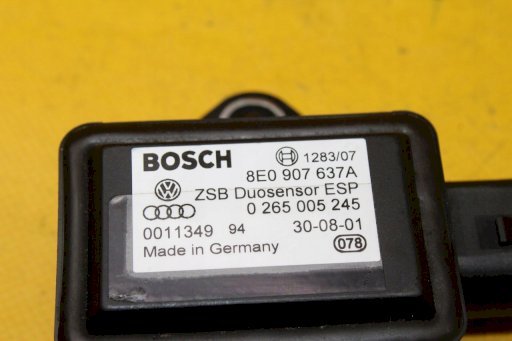 BOSCH 1283/07
8E0 907 637A
ZSB Duosensor ESP
0 265 005 245
0011349 94 30-08-01
Made in Germany 078